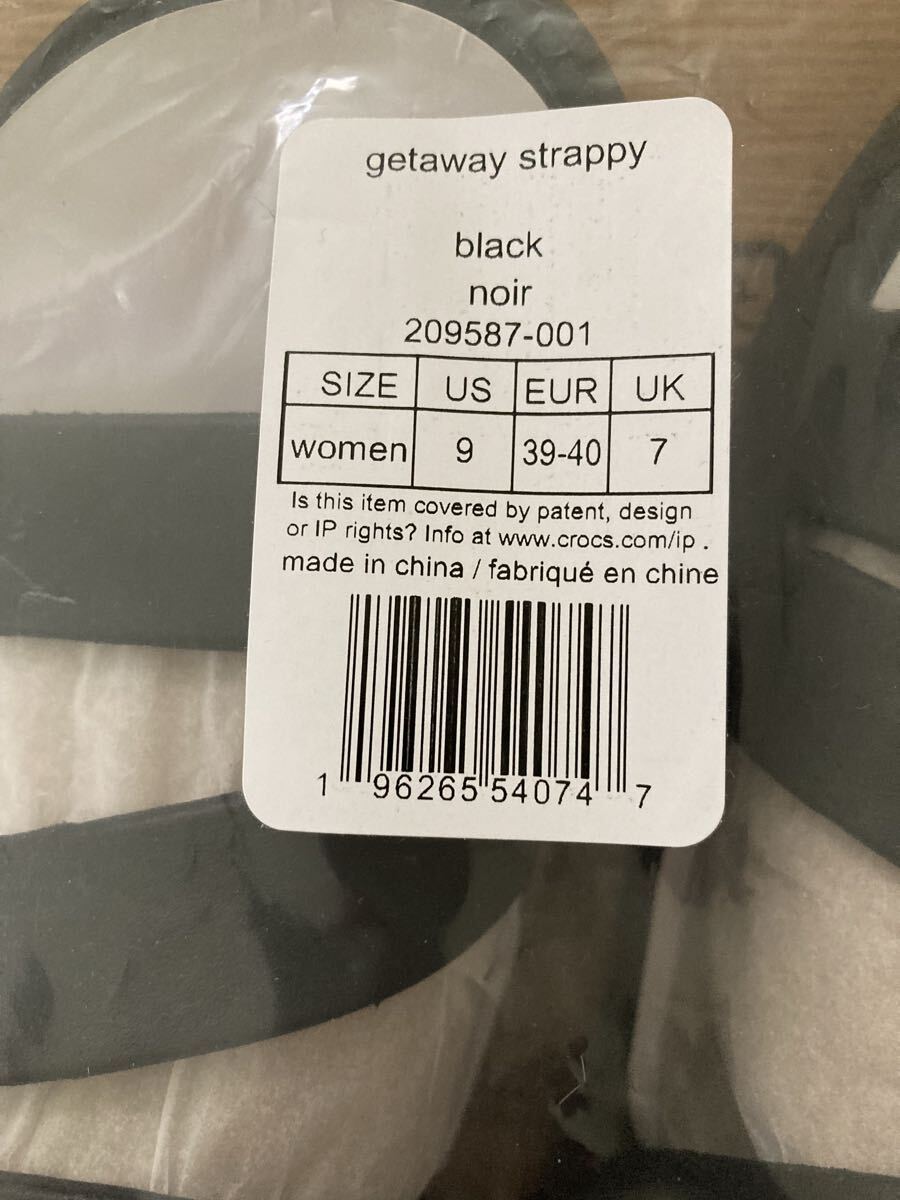 getaway strappy
black
noir
209587-001
SIZE US EUR UK
women 9 39-40 7
Is this item covered by patent, design
or IP rights? Info at www.crocs.com/ip .
made in china / fabriqué en chine
1 96265 54074 7